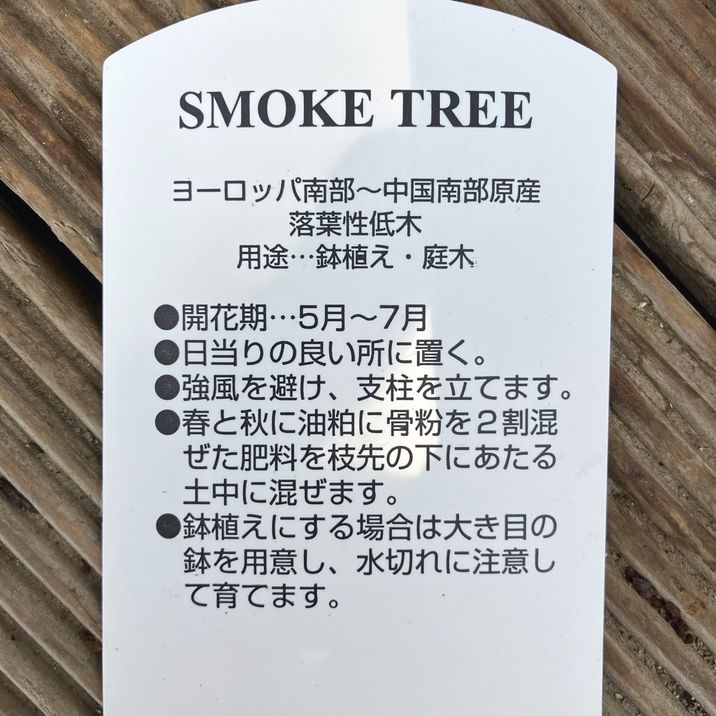 SMOKE TREE
ヨーロッパ南部～中国南部原産
落葉性低木
用途…鉢植え・庭木
●開花期…5月～7月
●日当りの良い所に置く。
●強風を避け、支柱を立てます。
●春と秋に油粕に骨粉を２割混
ぜた肥料を枝先の下にあたる
土中に混ぜます。
●鉢植えにする場合は大き目の
鉢を用意し、水切れに注意し
て育てます。